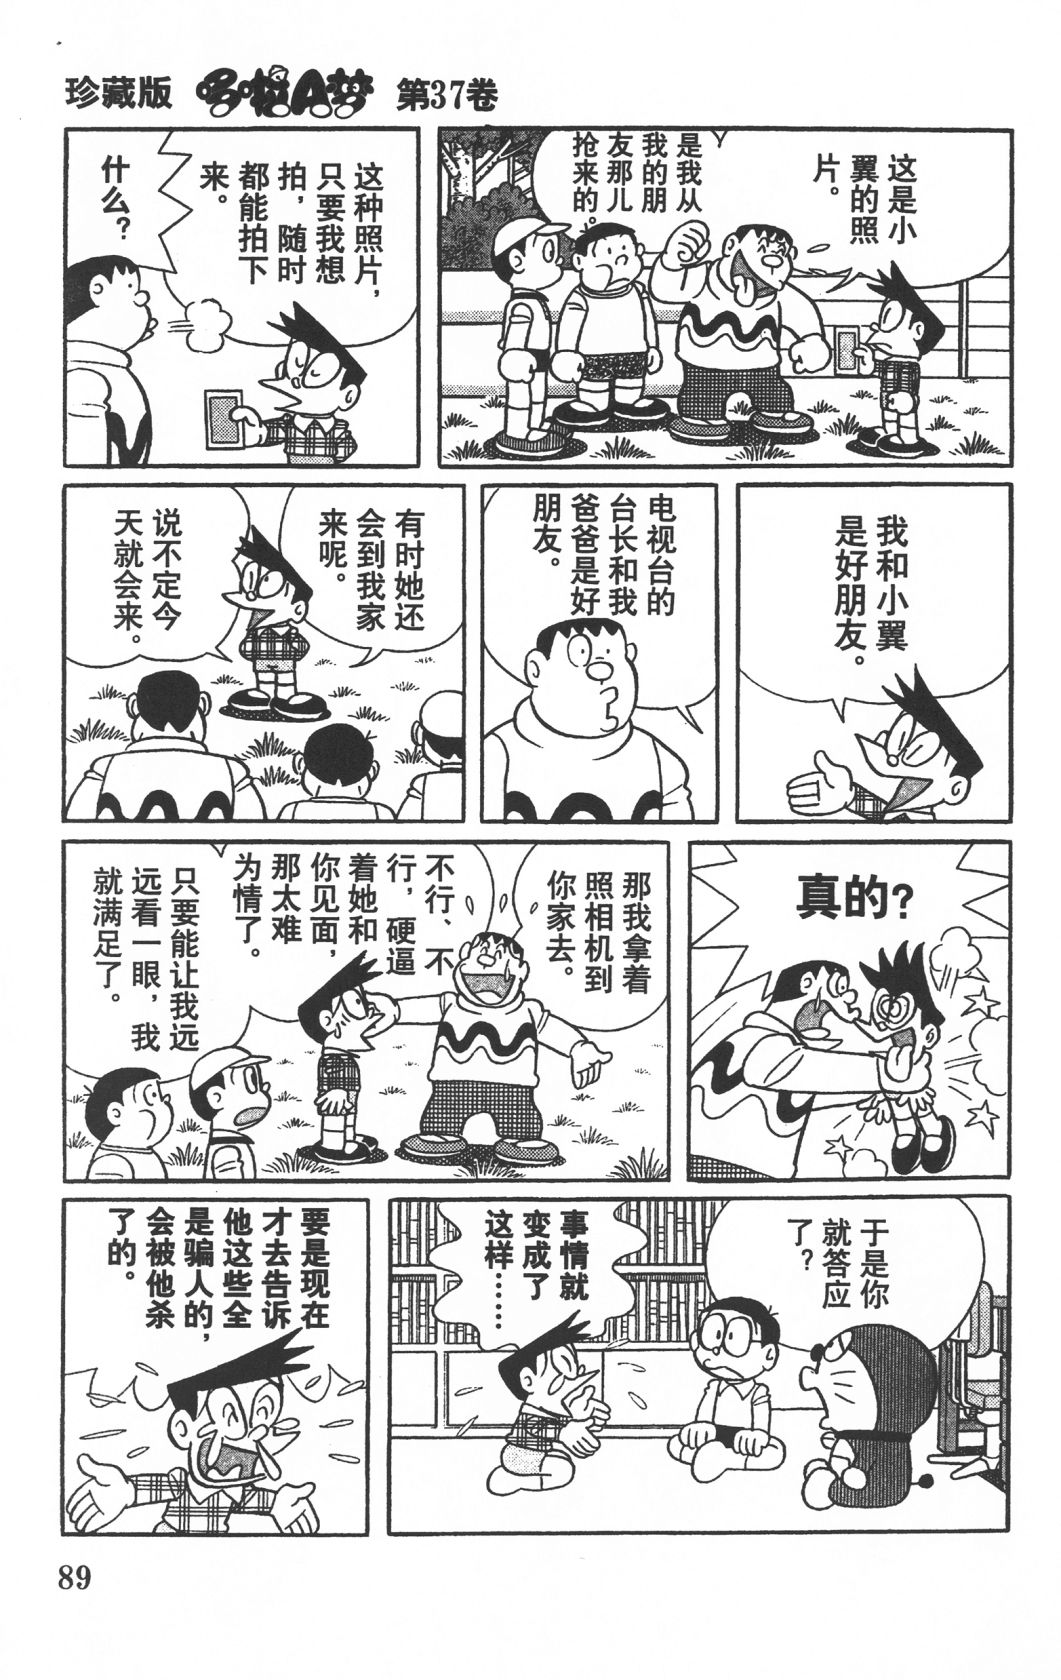 珍藏版 哆啦A梦 第37卷
这是小
翼的照
片。
是我从
我的朋
友那儿
抢来的。
这种照片，
只要我想
拍，随时
都能拍下
来。
什么？
我和小翼
是好朋友。
电视台的
台长和我
爸爸是好
朋友。
有时她还
会到我家
来呢。
说不定今
天就会来。
真的？
那我拿着
照相机到
你家去。
不行、不
行，硬逼
着她和
你见面，
那太难
为情了。
只要能让我远
远看一眼，我
就满足了。
于是你
就答应
了？
事情就
变成了
这样……
要是现在
才去告诉
他这些全
是骗人的，
会被他杀
了的。
89